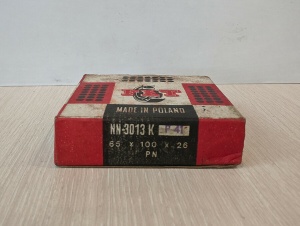 MADE IN POLAND
NN-3013 K
65 x 100 x 26
PN